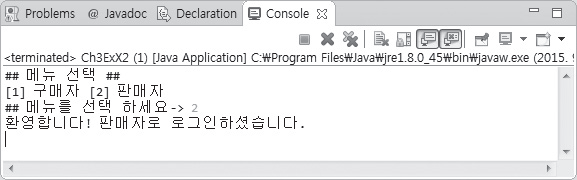 Problems @ Javadoc Declaration Console
<terminated> Ch3ExX2 (1) [Java Application] C:₩Program Files₩Java₩jre1.8.0_45₩bin₩javaw.exe (2015. 9
## 메뉴 선택 ##
[1] 구매자 [2] 판매자
## 메뉴를 선택 하세요-> 2
환영합니다! 판매자로 로그인하셨습니다.